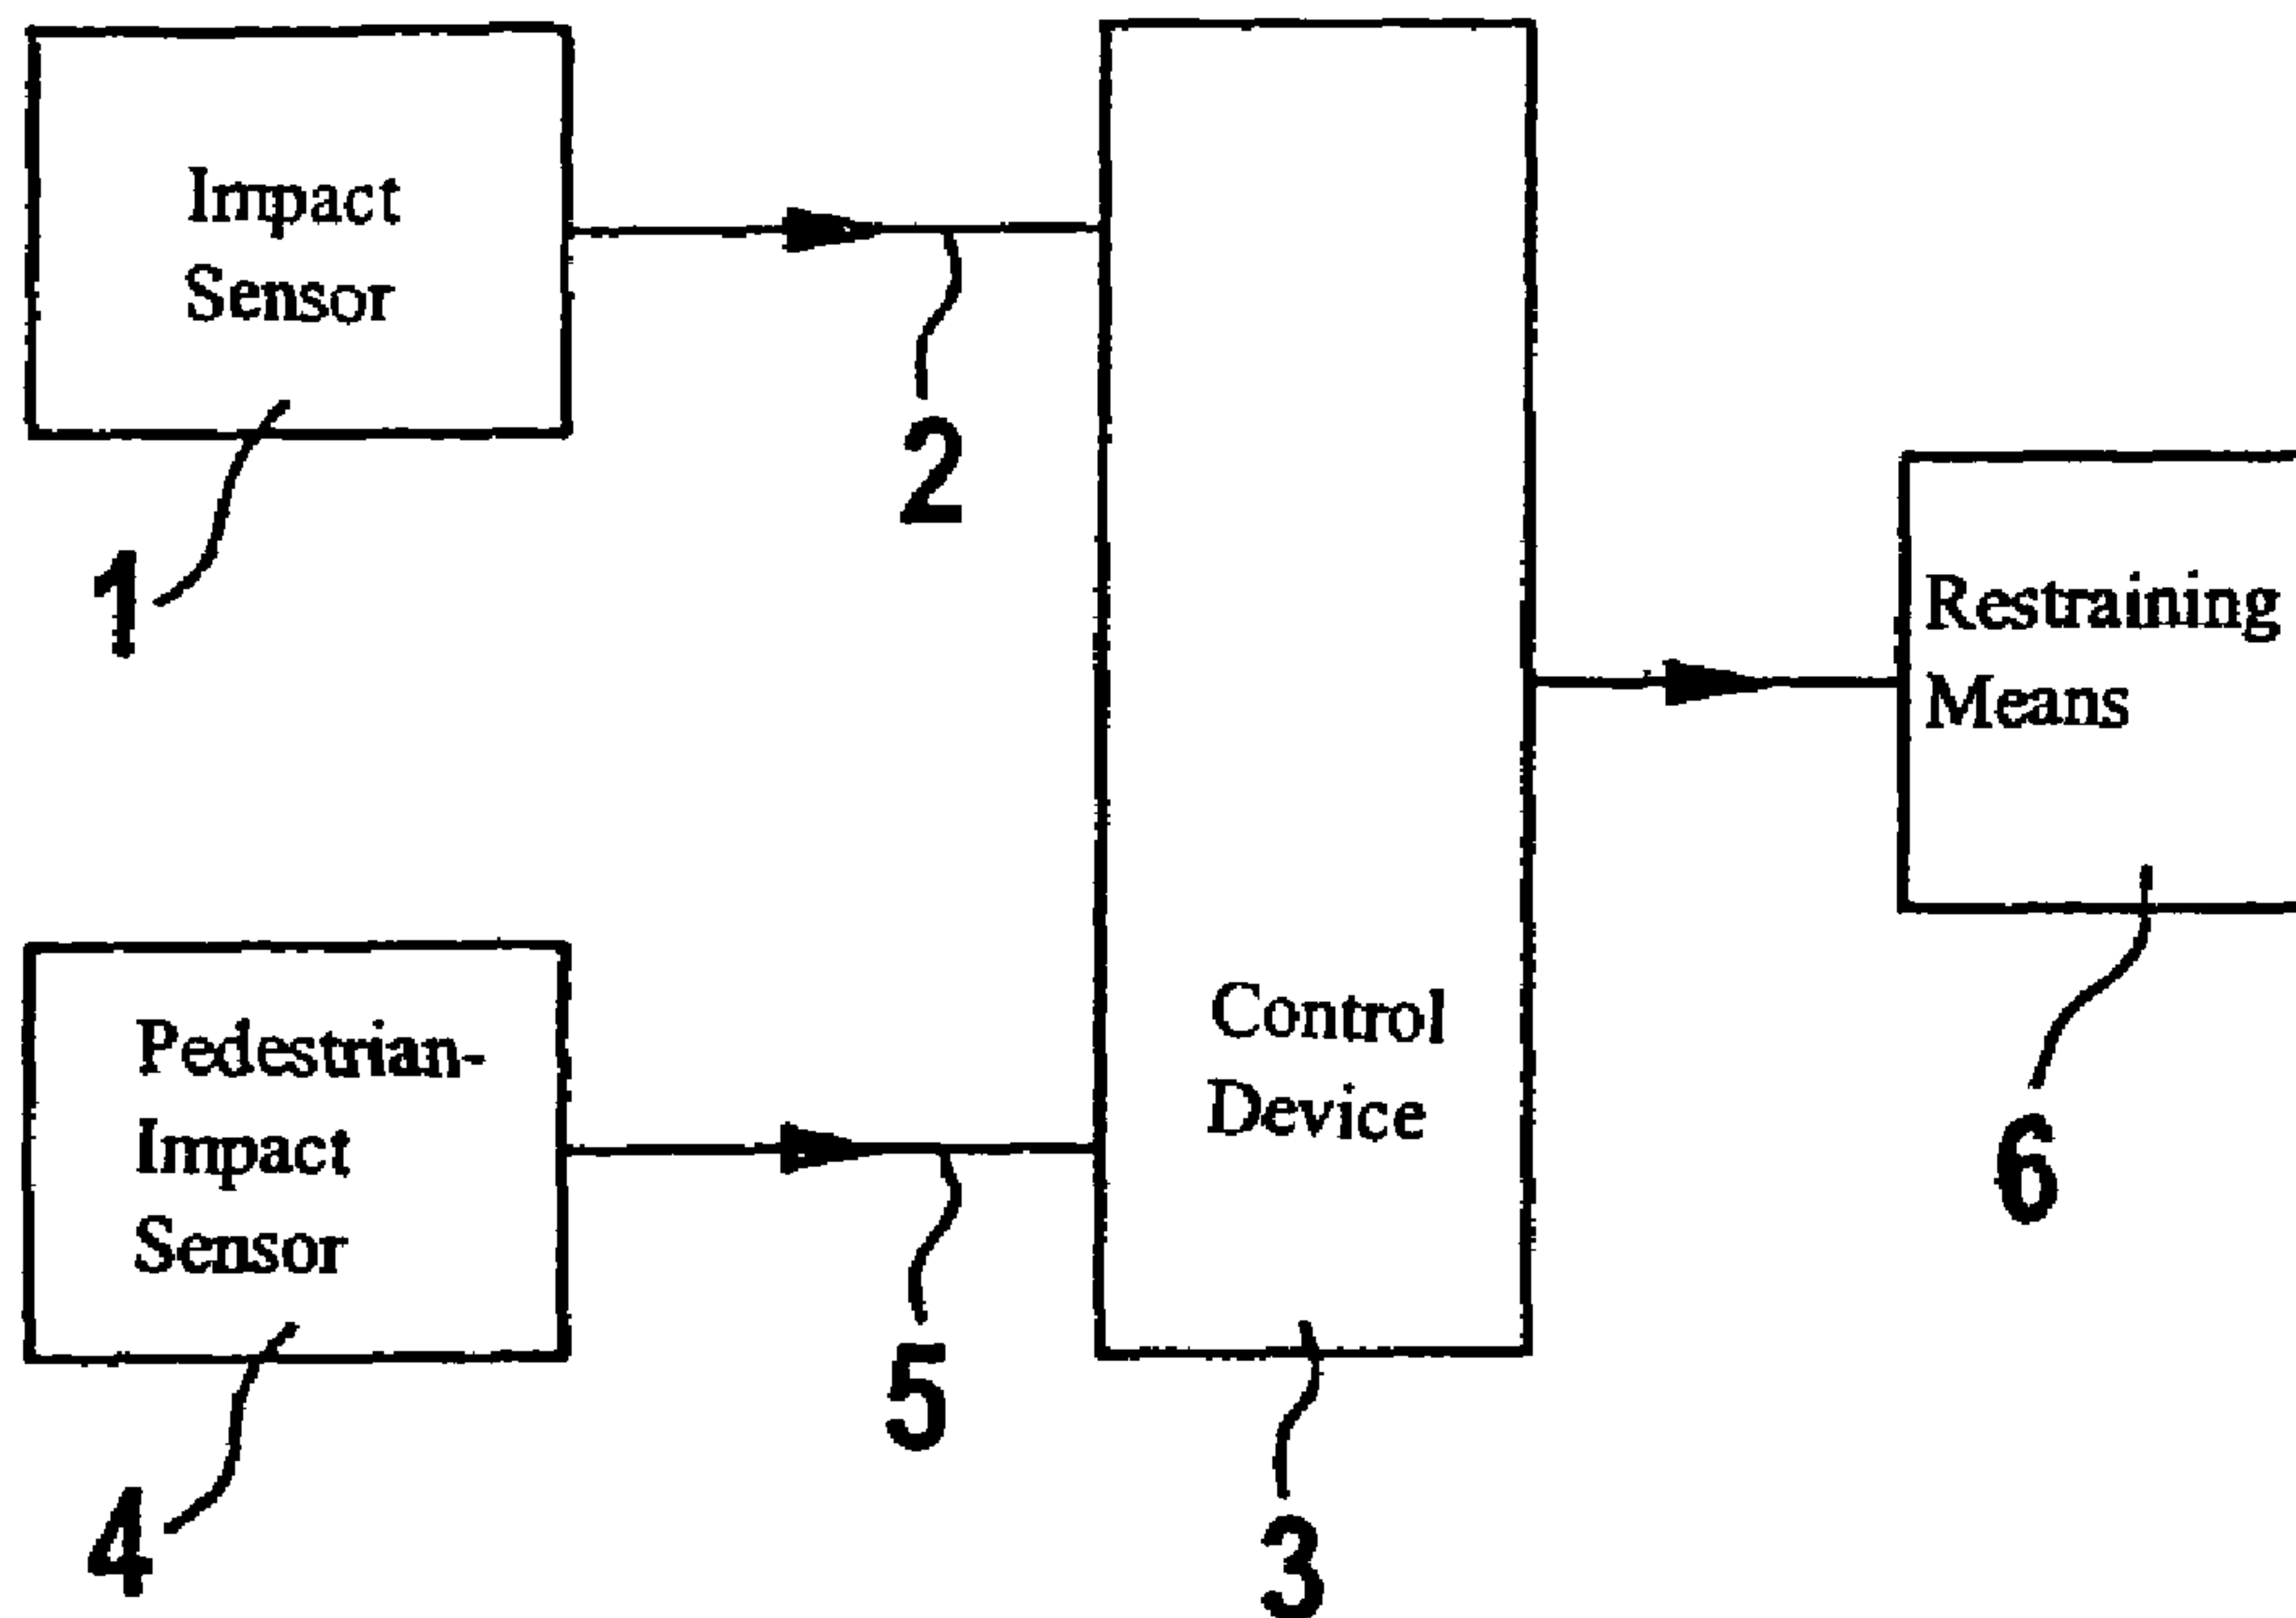 Impact
Sensor
1
2
Restraining
Means
6
Pedestrian-
Impact
Sensor
4
5
Control
Device
3